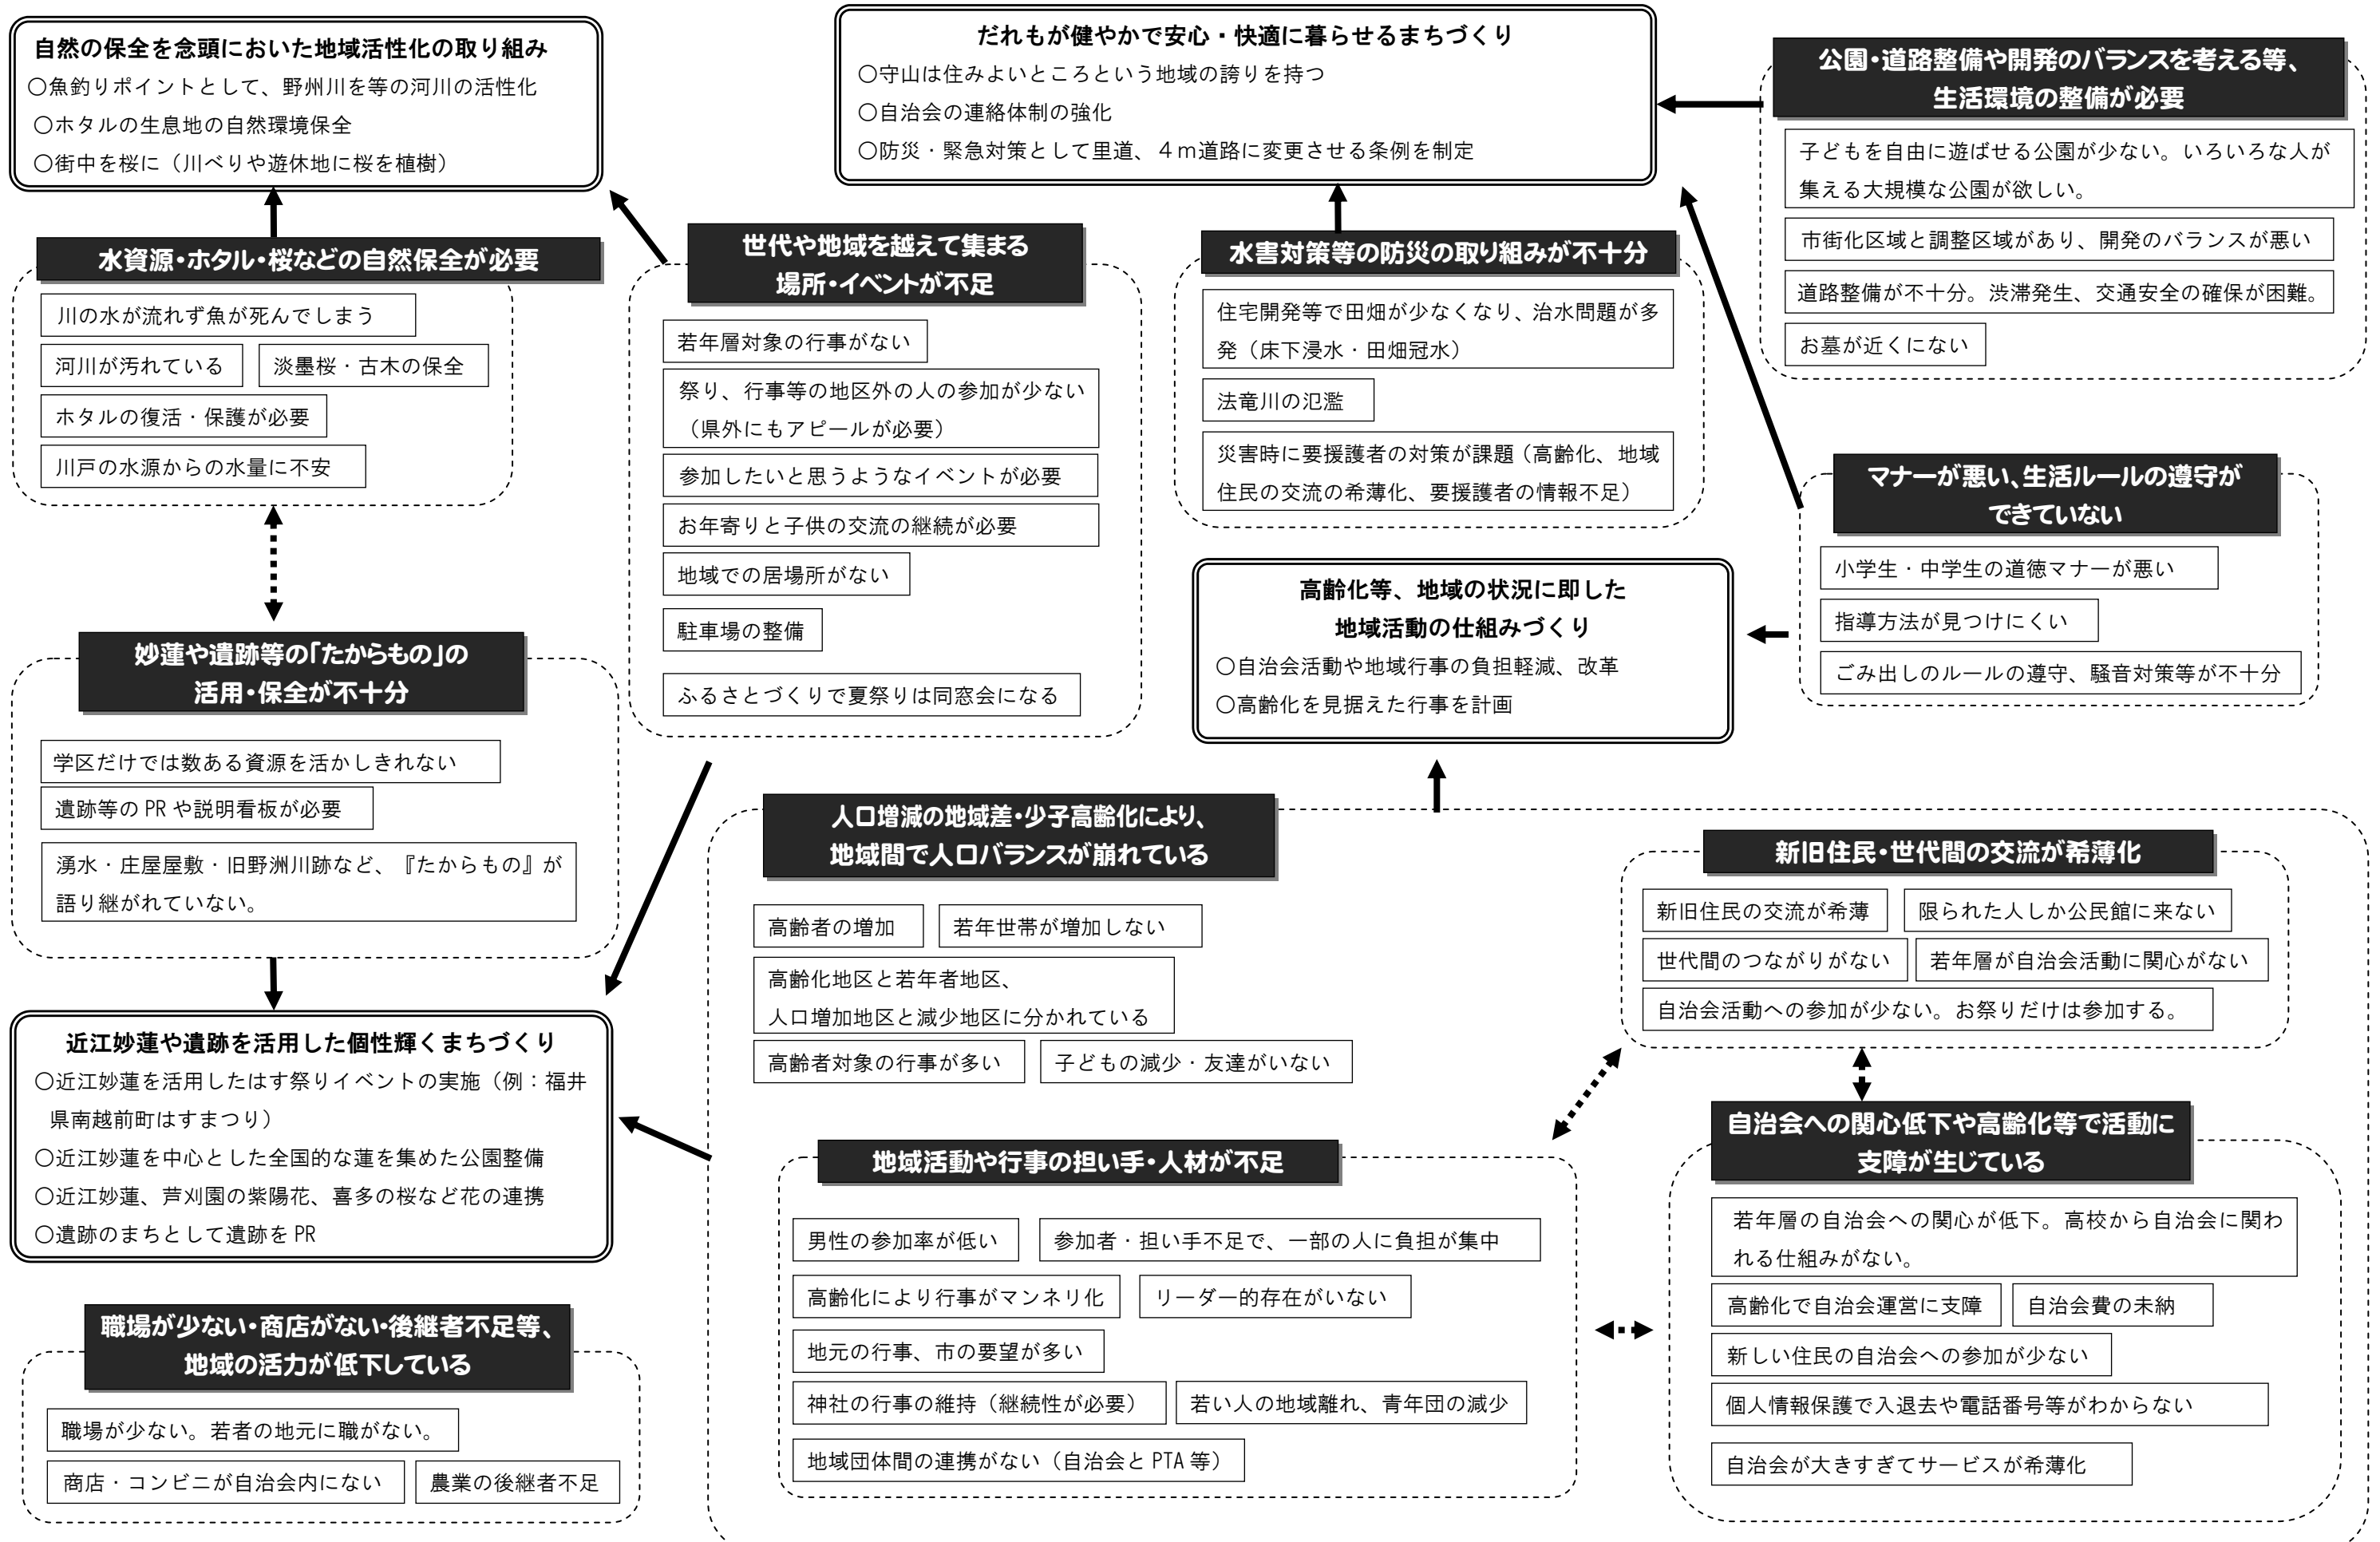 自然の保全を念頭においた地域活性化の取り組み
○魚釣りポイントとして、野州川を等の河川の活性化
○ホタルの生息地の自然環境保全
○街中を桜に（川べりや遊休地に桜を植樹）
だれもが健やかで安心・快適に暮らせるまちづくり
○守山は住みよいところという地域の誇りを持つ
○自治会の連絡体制の強化
○防災・緊急対策として里道、４ｍ道路に変更させる条例を制定
公園・道路整備や開発のバランスを考える等、
生活環境の整備が必要
子どもを自由に遊ばせる公園が少ない。いろいろな人が
集える大規模な公園が欲しい。
市街化区域と調整区域があり、開発のバランスが悪い
道路整備が不十分。渋滞発生、交通安全の確保が困難。
お墓が近くにない
水資源・ホタル・桜などの自然保全が必要
川の水が流れず魚が死んでしまう
河川が汚れている
淡墨桜・古木の保全
ホタルの復活・保護が必要
川戸の水源からの水量に不安
世代や地域を越えて集まる
場所・イベントが不足
若年層対象の行事がない
祭り、行事等の地区外の人の参加が少ない
（県外にもアピールが必要）
参加したいと思うようなイベントが必要
お年寄りと子供の交流の継続が必要
地域での居場所がない
駐車場の整備
ふるさとづくりで夏祭りは同窓会になる
水害対策等の防災の取り組みが不十分
住宅開発等で田畑が少なくなり、治水問題が多
発（床下浸水・田畑冠水）
法竜川の氾濫
災害時に要援護者の対策が課題（高齢化、地域
住民の交流の希薄化、要援護者の情報不足）
マナーが悪い、生活ルールの遵守が
できていない
小学生・中学生の道徳マナーが悪い
指導方法が見つけにくい
ごみ出しのルールの遵守、騒音対策等が不十分
高齢化等、地域の状況に即した
地域活動の仕組みづくり
○自治会活動や地域行事の負担軽減、改革
○高齢化を見据えた行事を計画
妙蓮や遺跡等の「たからもの」の
活用・保全が不十分
学区だけでは数ある資源を活かしきれない
遺跡等の PR や説明看板が必要
湧水・庄屋屋敷・旧野洲川跡など、『たからもの』が
語り継がれていない。
近江妙蓮や遺跡を活用した個性輝くまちづくり
○近江妙蓮を活用したはす祭りイベントの実施（例：福井
県南越前町はすまつり）
○近江妙蓮を中心とした全国的な蓮を集めた公園整備
○近江妙蓮、芦刈園の紫陽花、喜多の桜など花の連携
○遺跡のまちとして遺跡を PR
職場が少ない・商店がない・後継者不足等、
地域の活力が低下している
職場が少ない。若者の地元に職がない。
商店・コンビニが自治会内にない
農業の後継者不足
人口増減の地域差・少子高齢化により、
地域間で人口バランスが崩れている
高齢者の増加
若年世帯が増加しない
高齢化地区と若年者地区、
人口増加地区と減少地区に分かれている
高齢者対象の行事が多い
子どもの減少・友達がいない
新旧住民・世代間の交流が希薄化
新旧住民の交流が希薄
限られた人しか公民館に来ない
世代間のつながりがない
若年層が自治会活動に関心がない
自治会活動への参加が少ない。お祭りだけは参加する。
地域活動や行事の担い手・人材が不足
男性の参加率が低い
参加者・担い手不足で、一部の人に負担が集中
高齢化により行事がマンネリ化
リーダー的存在がいない
地元の行事、市の要望が多い
神社の行事の維持（継続性が必要）
若い人の地域離れ、青年団の減少
地域団体間の連携がない（自治会と PTA 等）
自治会への関心低下や高齢化等で活動に
支障が生じている
若年層の自治会への関心が低下。高校から自治会に関わ
れる仕組みがない。
高齢化で自治会運営に支障
自治会費の未納
新しい住民の自治会への参加が少ない
個人情報保護で入退去や電話番号等がわからない
自治会が大きすぎてサービスが希薄化